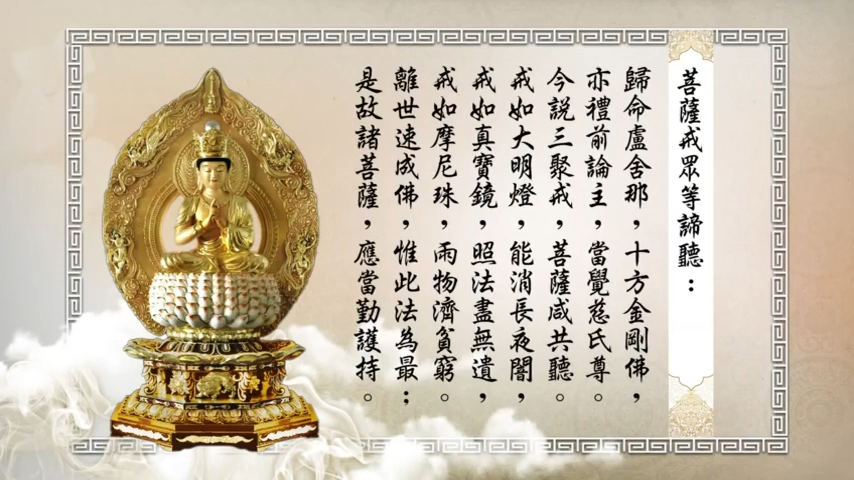 菩薩戒眾等諦聽：
歸命盧舍那，十方金剛佛，
亦禮前論主，當覺慈氏尊。
今說三聚戒，菩薩咸共聽。
戒如大明燈，能消長夜闇，
戒如真寶鏡，照法盡無遺，
戒如摩尼珠，雨物濟貧窮。
離世速成佛，惟此法為最；
是故諸菩薩，應當勤護持。